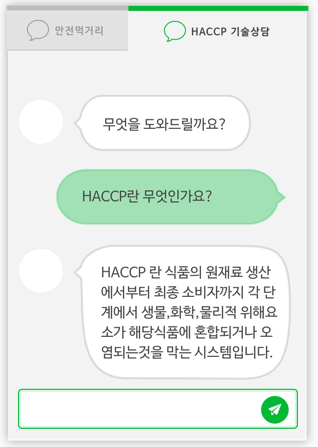 안전먹거리
HACCP 기술상담
무엇을 도와드릴까요?
HACCP란 무엇인가요?
HACCP 란 식품의 원재료 생산
에서부터 최종 소비자까지 각 단
계에서 생물,화학,물리적 위해요
소가 해당식품에 혼합되거나 오
염되는것을 막는 시스템입니다.